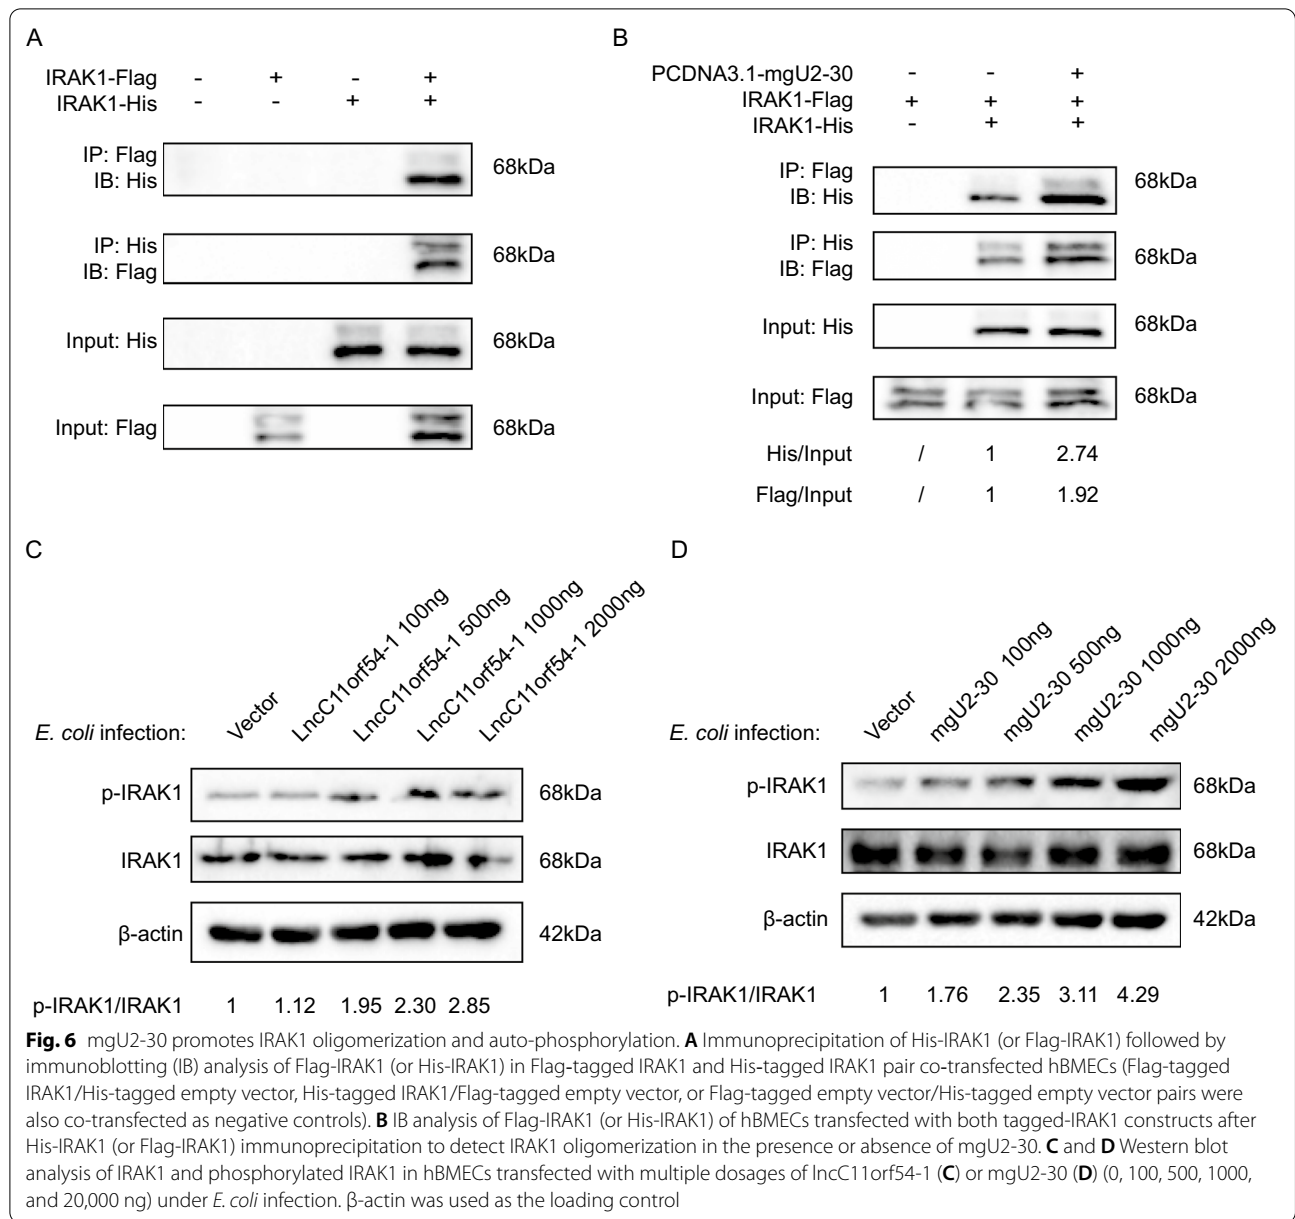 A
IRAK1-Flag - + - +
IRAK1-His - - + +
IP: Flag
IB: His
68kDa
IP: His
IB: Flag
68kDa
Input: His 68kDa
Input: Flag 68kDa
B
PCDNA3.1-mgU2-30 - - +
IRAK1-Flag + + +
IRAK1-His - + +
IP: Flag
IB: His
68kDa
IP: His
IB: Flag
68kDa
Input: His 68kDa
Input: Flag 68kDa
His/Input / 1 2.74
Flag/Input / 1 1.92
C
E. coli infection:
Vector
LncC11orf54-1 100ng
LncC11orf54-1 500ng
LncC11orf54-1 1000ng
LncC11orf54-1 2000ng
p-IRAK1 68kDa
IRAK1 68kDa
β-actin 42kDa
p-IRAK1/IRAK1 1 1.12 1.95 2.30 2.85
D
E. coli infection:
Vector
mgU2-30 100ng
mgU2-30 500ng
mgU2-30 1000ng
mgU2-30 2000ng
p-IRAK1 68kDa
IRAK1 68kDa
β-actin 42kDa
p-IRAK1/IRAK1 1 1.76 2.35 3.11 4.29
Fig. 6 mgU2-30 promotes IRAK1 oligomerization and auto-phosphorylation. A Immunoprecipitation of His-IRAK1 (or Flag-IRAK1) followed by
immunoblotting (IB) analysis of Flag-IRAK1 (or His-IRAK1) in Flag-tagged IRAK1 and His-tagged IRAK1 pair co-transfected hBMECs (Flag-tagged
IRAK1/His-tagged empty vector, His-tagged IRAK1/Flag-tagged empty vector, or Flag-tagged empty vector/His-tagged empty vector pairs were
also co-transfected as negative controls). B IB analysis of Flag-IRAK1 (or His-IRAK1) of hBMECs transfected with both tagged-IRAK1 constructs after
His-IRAK1 (or Flag-IRAK1) immunoprecipitation to detect IRAK1 oligomerization in the presence or absence of mgU2-30. C and D Western blot
analysis of IRAK1 and phosphorylated IRAK1 in hBMECs transfected with multiple dosages of lncC11orf54-1 (C) or mgU2-30 (D) (0, 100, 500, 1000,
and 20,000 ng) under E. coli infection. β-actin was used as the loading control